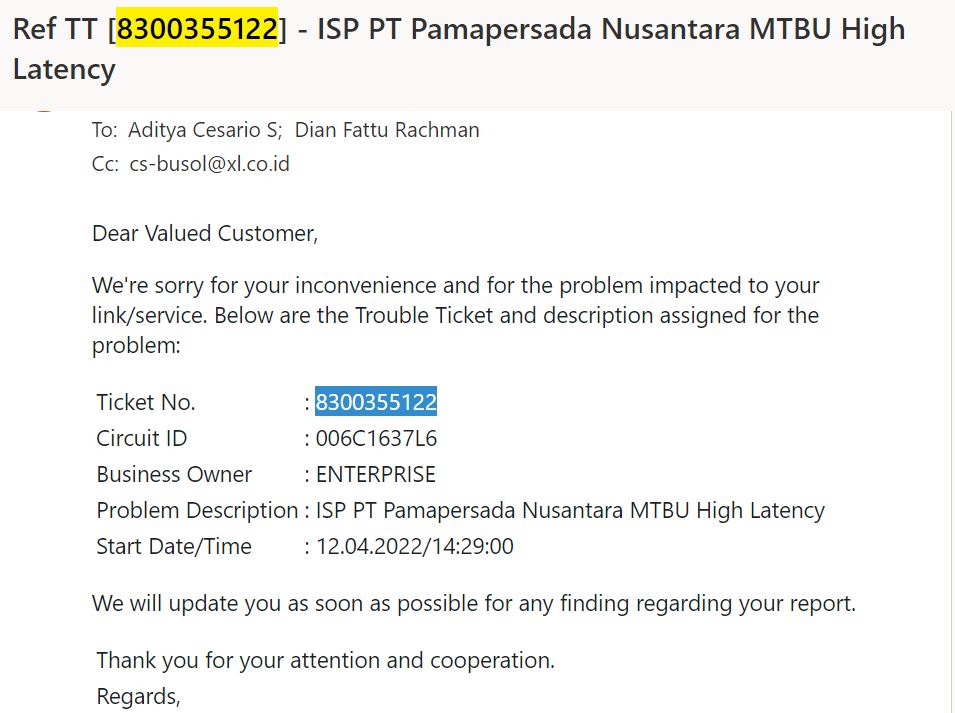 Ref TT [8300355122] - ISP PT Pamapersada Nusantara MTBU High
Latency
To: Aditya Cesario S; Dian Fattu Rachman
Cc: cs-busol@xl.co.id
Dear Valued Customer,
We're sorry for your inconvenience and for the problem impacted to your
link/service. Below are the Trouble Ticket and description assigned for the
problem:
Ticket No. : 8300355122
Circuit ID : 006C1637L6
Business Owner : ENTERPRISE
Problem Description : ISP PT Pamapersada Nusantara MTBU High Latency
Start Date/Time : 12.04.2022/14:29:00
We will update you as soon as possible for any finding regarding your report.
Thank you for your attention and cooperation.
Regards,